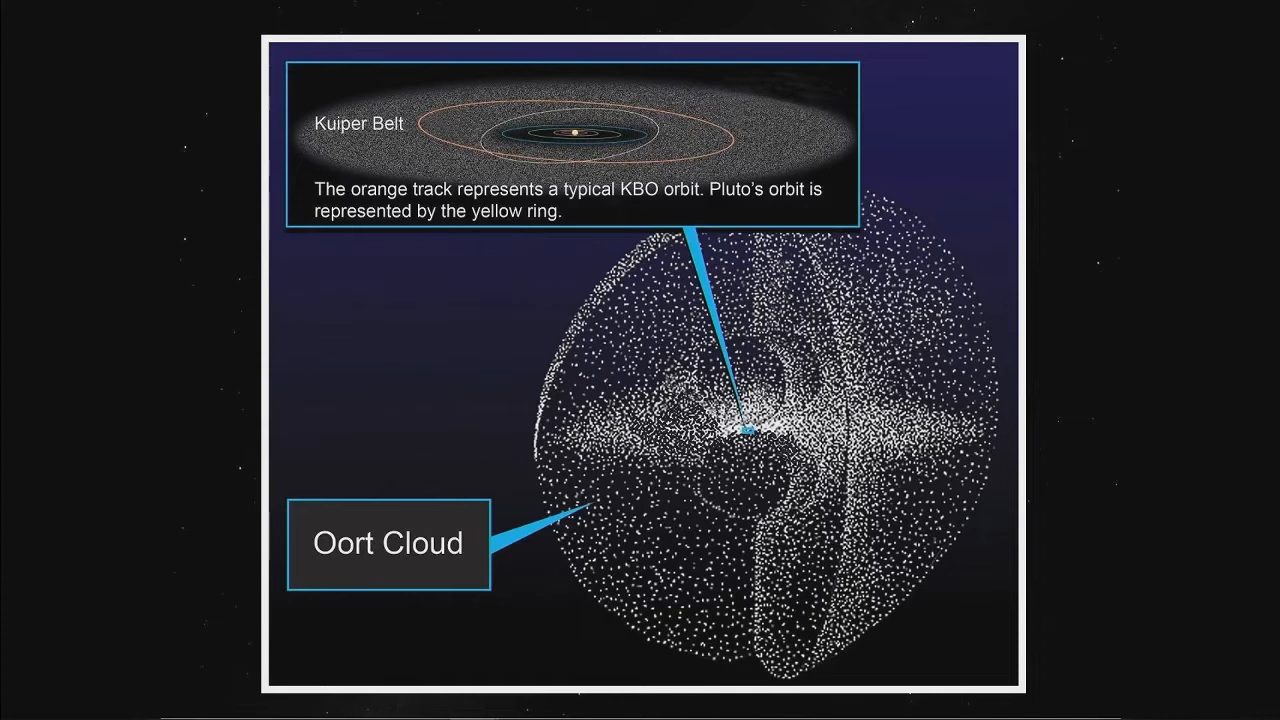 Kuiper Belt
The orange track represents a typical KBO orbit. Pluto's orbit is
represented by the yellow ring.
Oort Cloud